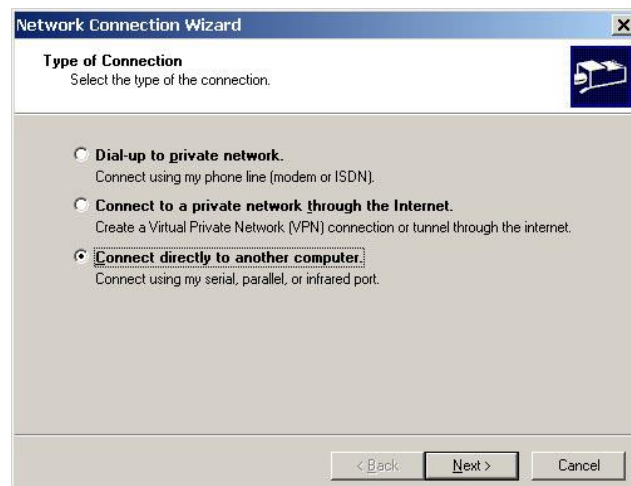 Network Connection Wizard
Type of Connection
Select the type of the connection.
Dial-up to private network.
Connect using my phone line (modem or ISDN).
Connect to a private network through the Internet.
Create a Virtual Private Network (VPN) connection or tunnel through the internet.
Connect directly to another computer.
Connect using my serial, parallel, or infrared port.
< Back Next > Cancel